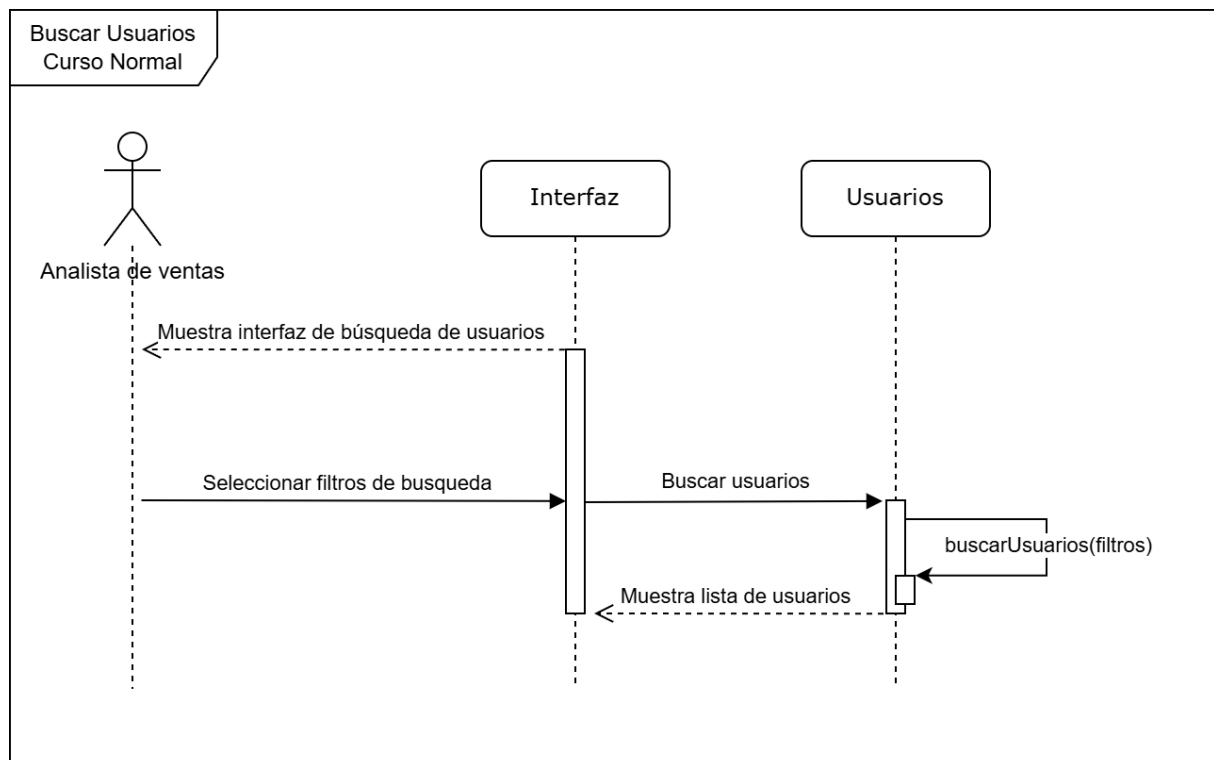 Buscar Usuarios
Curso Normal
Interfaz
Usuarios
Analista de ventas
Muestra interfaz de búsqueda de usuarios
Seleccionar filtros de busqueda
Buscar usuarios
buscarUsuarios(filtros)
Muestra lista de usuarios